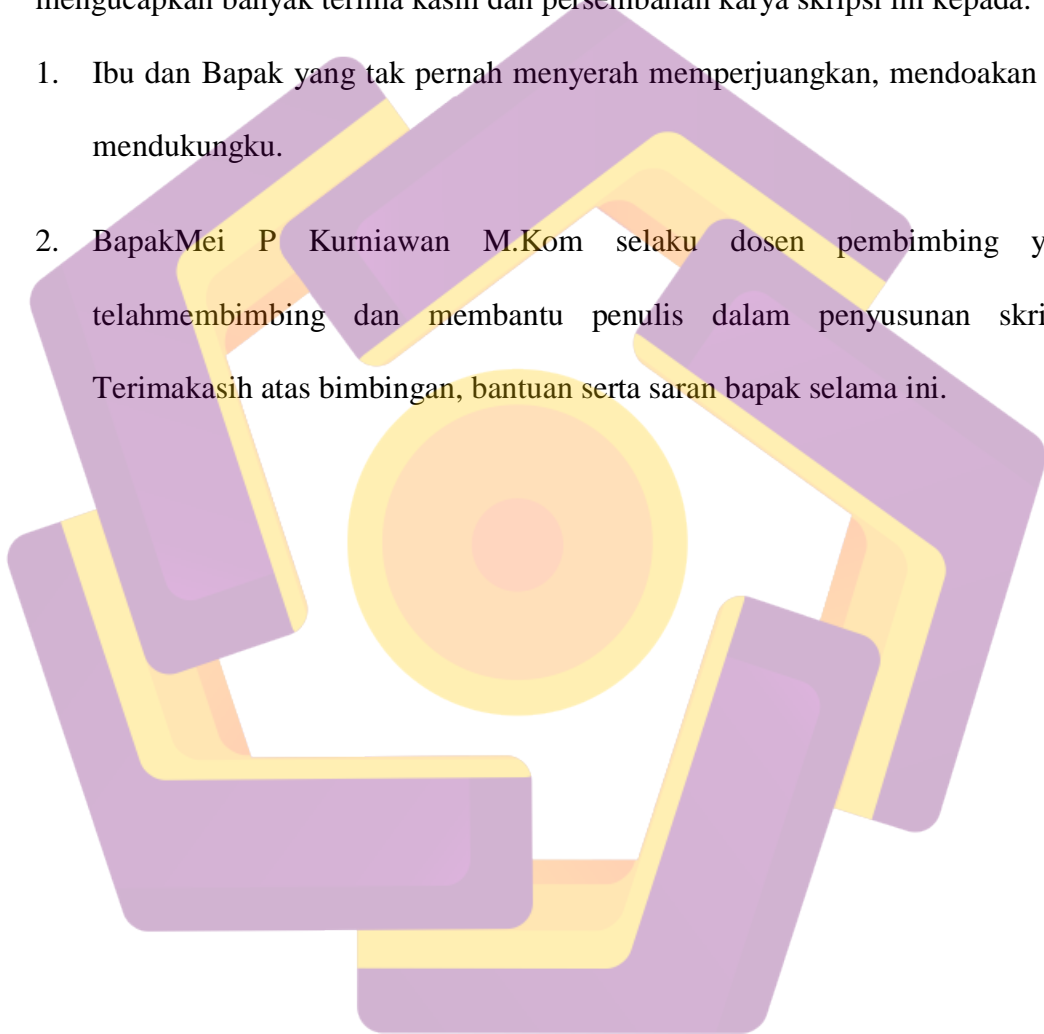 mengucapkan banyak terima kasih dan persembahan karya skripsi ini kepada:
1. Ibu dan Bapak yang tak pernah menyerah memperjuangkan, mendoakan
mendukungku.
2. BapakMei P Kurniawan M.Kom selaku dosen pembimbing y
telahmembimbing dan membantu penulis dalam penyusunan skri
Terimakasih atas bimbingan, bantuan serta saran bapak selama ini.